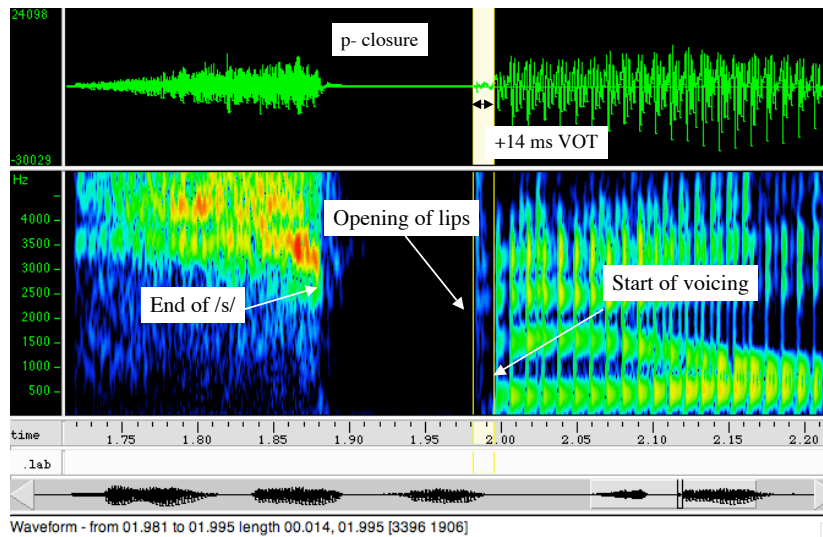 24098
p- closure
+14 ms VOT
-30029
Hz
4000
3500
3000
2500
2000
1500
1000
500
Opening of lips
End of /s/
Start of voicing
time 1.75 1.80 1.85 1.90 1.95 2.00 2.05 2.10 2.15 2.20
.lab
Waveform - from 01.981 to 01.995 length 00.014, 01.995 [3396 1906]